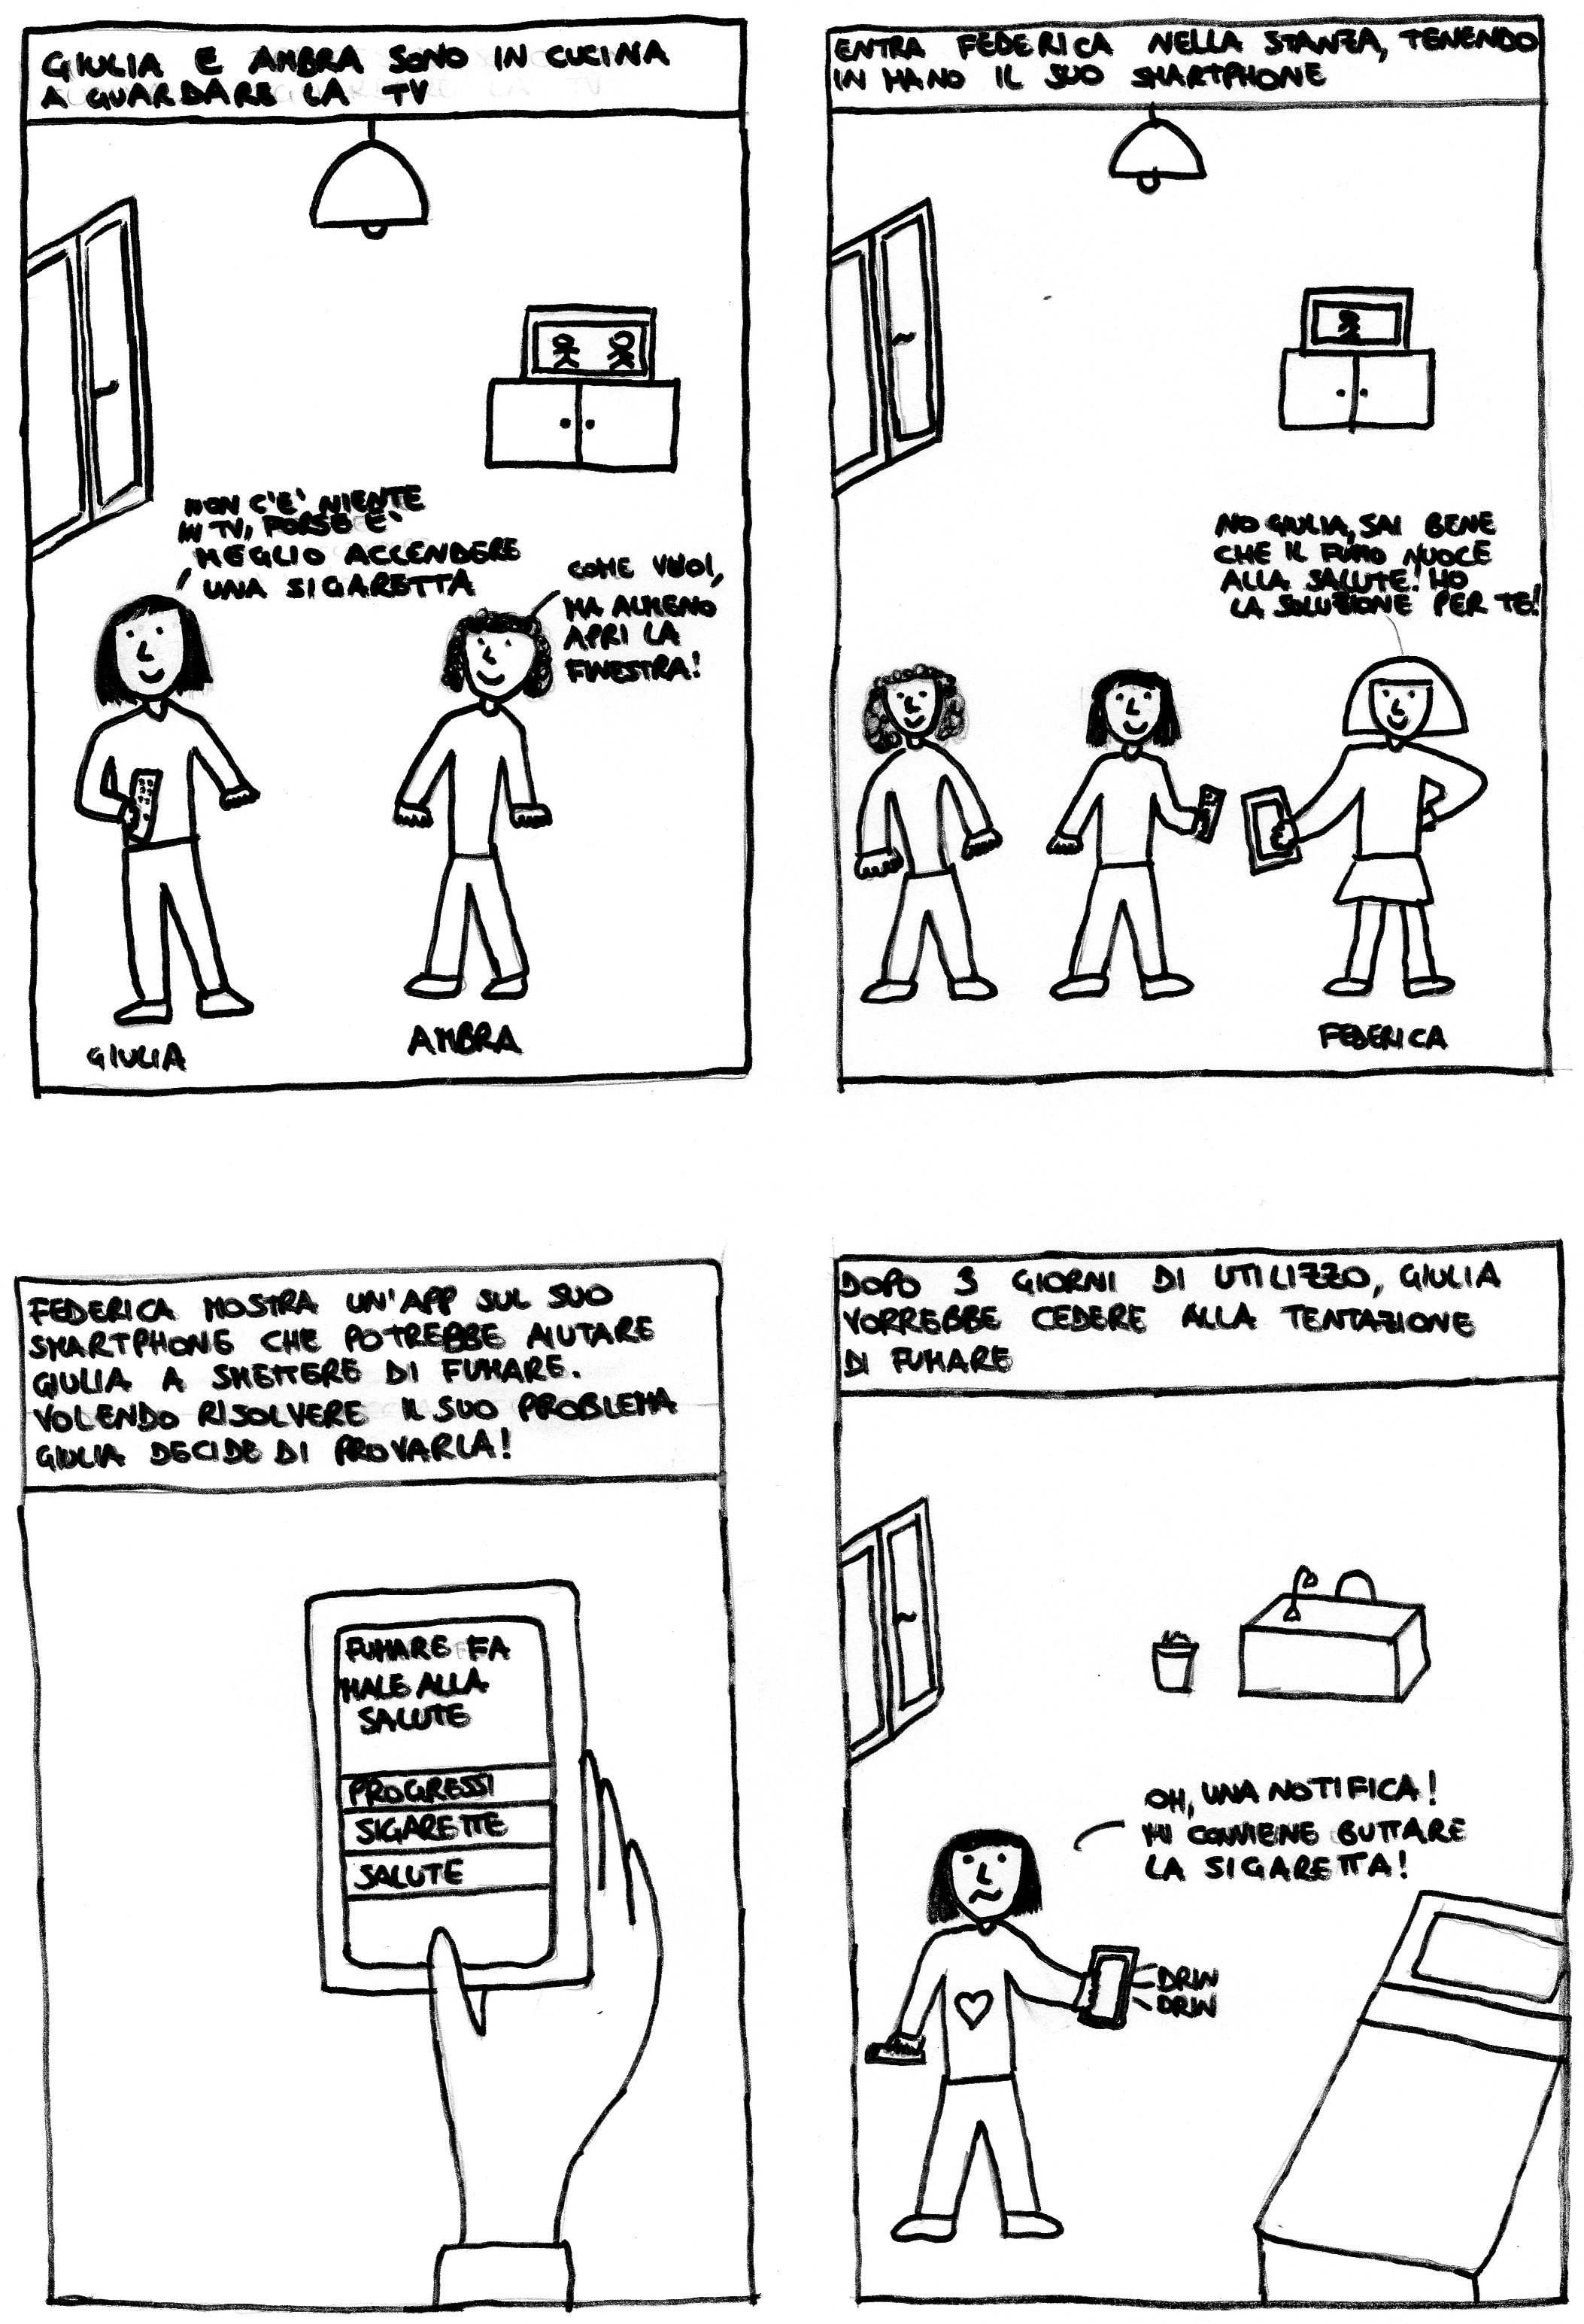 GIULIA E AMBRA SONO IN CUCINA
A GUARDARE LA TV
NON C'E' NIENTE
IN TV, FORSE E'
MEGLIO ACCENDERE
UNA SIGARETTA
COME VUOI,
MA ALMENO
APRI LA
FINESTRA!
GIULIA
AMBRA
ENTRA FEDERICA NELLA STANZA, TENENDO
IN MANO IL SUO SMARTPHONE
NO GIULIA, SAI BENE
CHE IL FUMO NUOCE
ALLA SALUTE! HO
LA SOLUZIONE PER TE!
FEDERICA
FEDERICA MOSTRA UN'APP SUL SUO
SMARTPHONE CHE POTREBBE AIUTARE
GIULIA A SMETTERE DI FUMARE.
VOLENDO RISOLVERE IL SUO PROBLEMA
GIULIA DECIDE DI PROVARLA!
FUMARE FA
MALE ALLA
SALUTE
PROGRESSI
SIGARETTE
SALUTE
DOPO 3 GIORNI DI UTILIZZO, GIULIA
VORREBBE CEDERE ALLA TENTAZIONE
DI FUMARE
OH, UNA NOTIFICA!
MI CONVIENE BUTTARE
LA SIGARETTA!
DRIN
DRIN